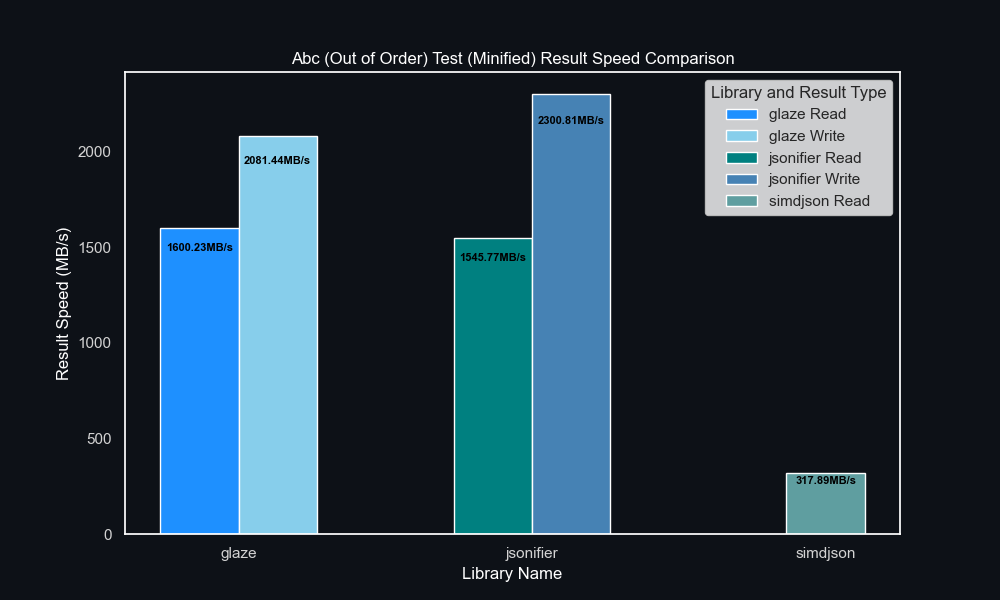 Abc (Out of Order) Test (Minified) Result Speed Comparison
Library and Result Type
glaze Read
glaze Write
jsonifier Read
jsonifier Write
simdjson Read
Result Speed (MB/s)
2000
1500
1000
500
0
1600.23MB/s
2081.44MB/s
1545.77MB/s
2300.81MB/s
317.89MB/s
glaze
jsonifier
simdjson
Library Name